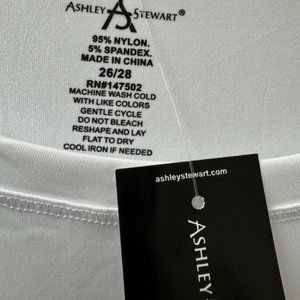 ASHLEY STEWART
95% NYLON.
5% SPANDEX.
MADE IN CHINA
26/28
RN#147502
MACHINE WASH COLD
WITH LIKE COLORS
GENTLE CYCLE
DO NOT BLEACH
RESHAPE AND LAY
FLAT TO DRY
COOL IRON IF NEEDED
ashleystewart.com
ASHLEY